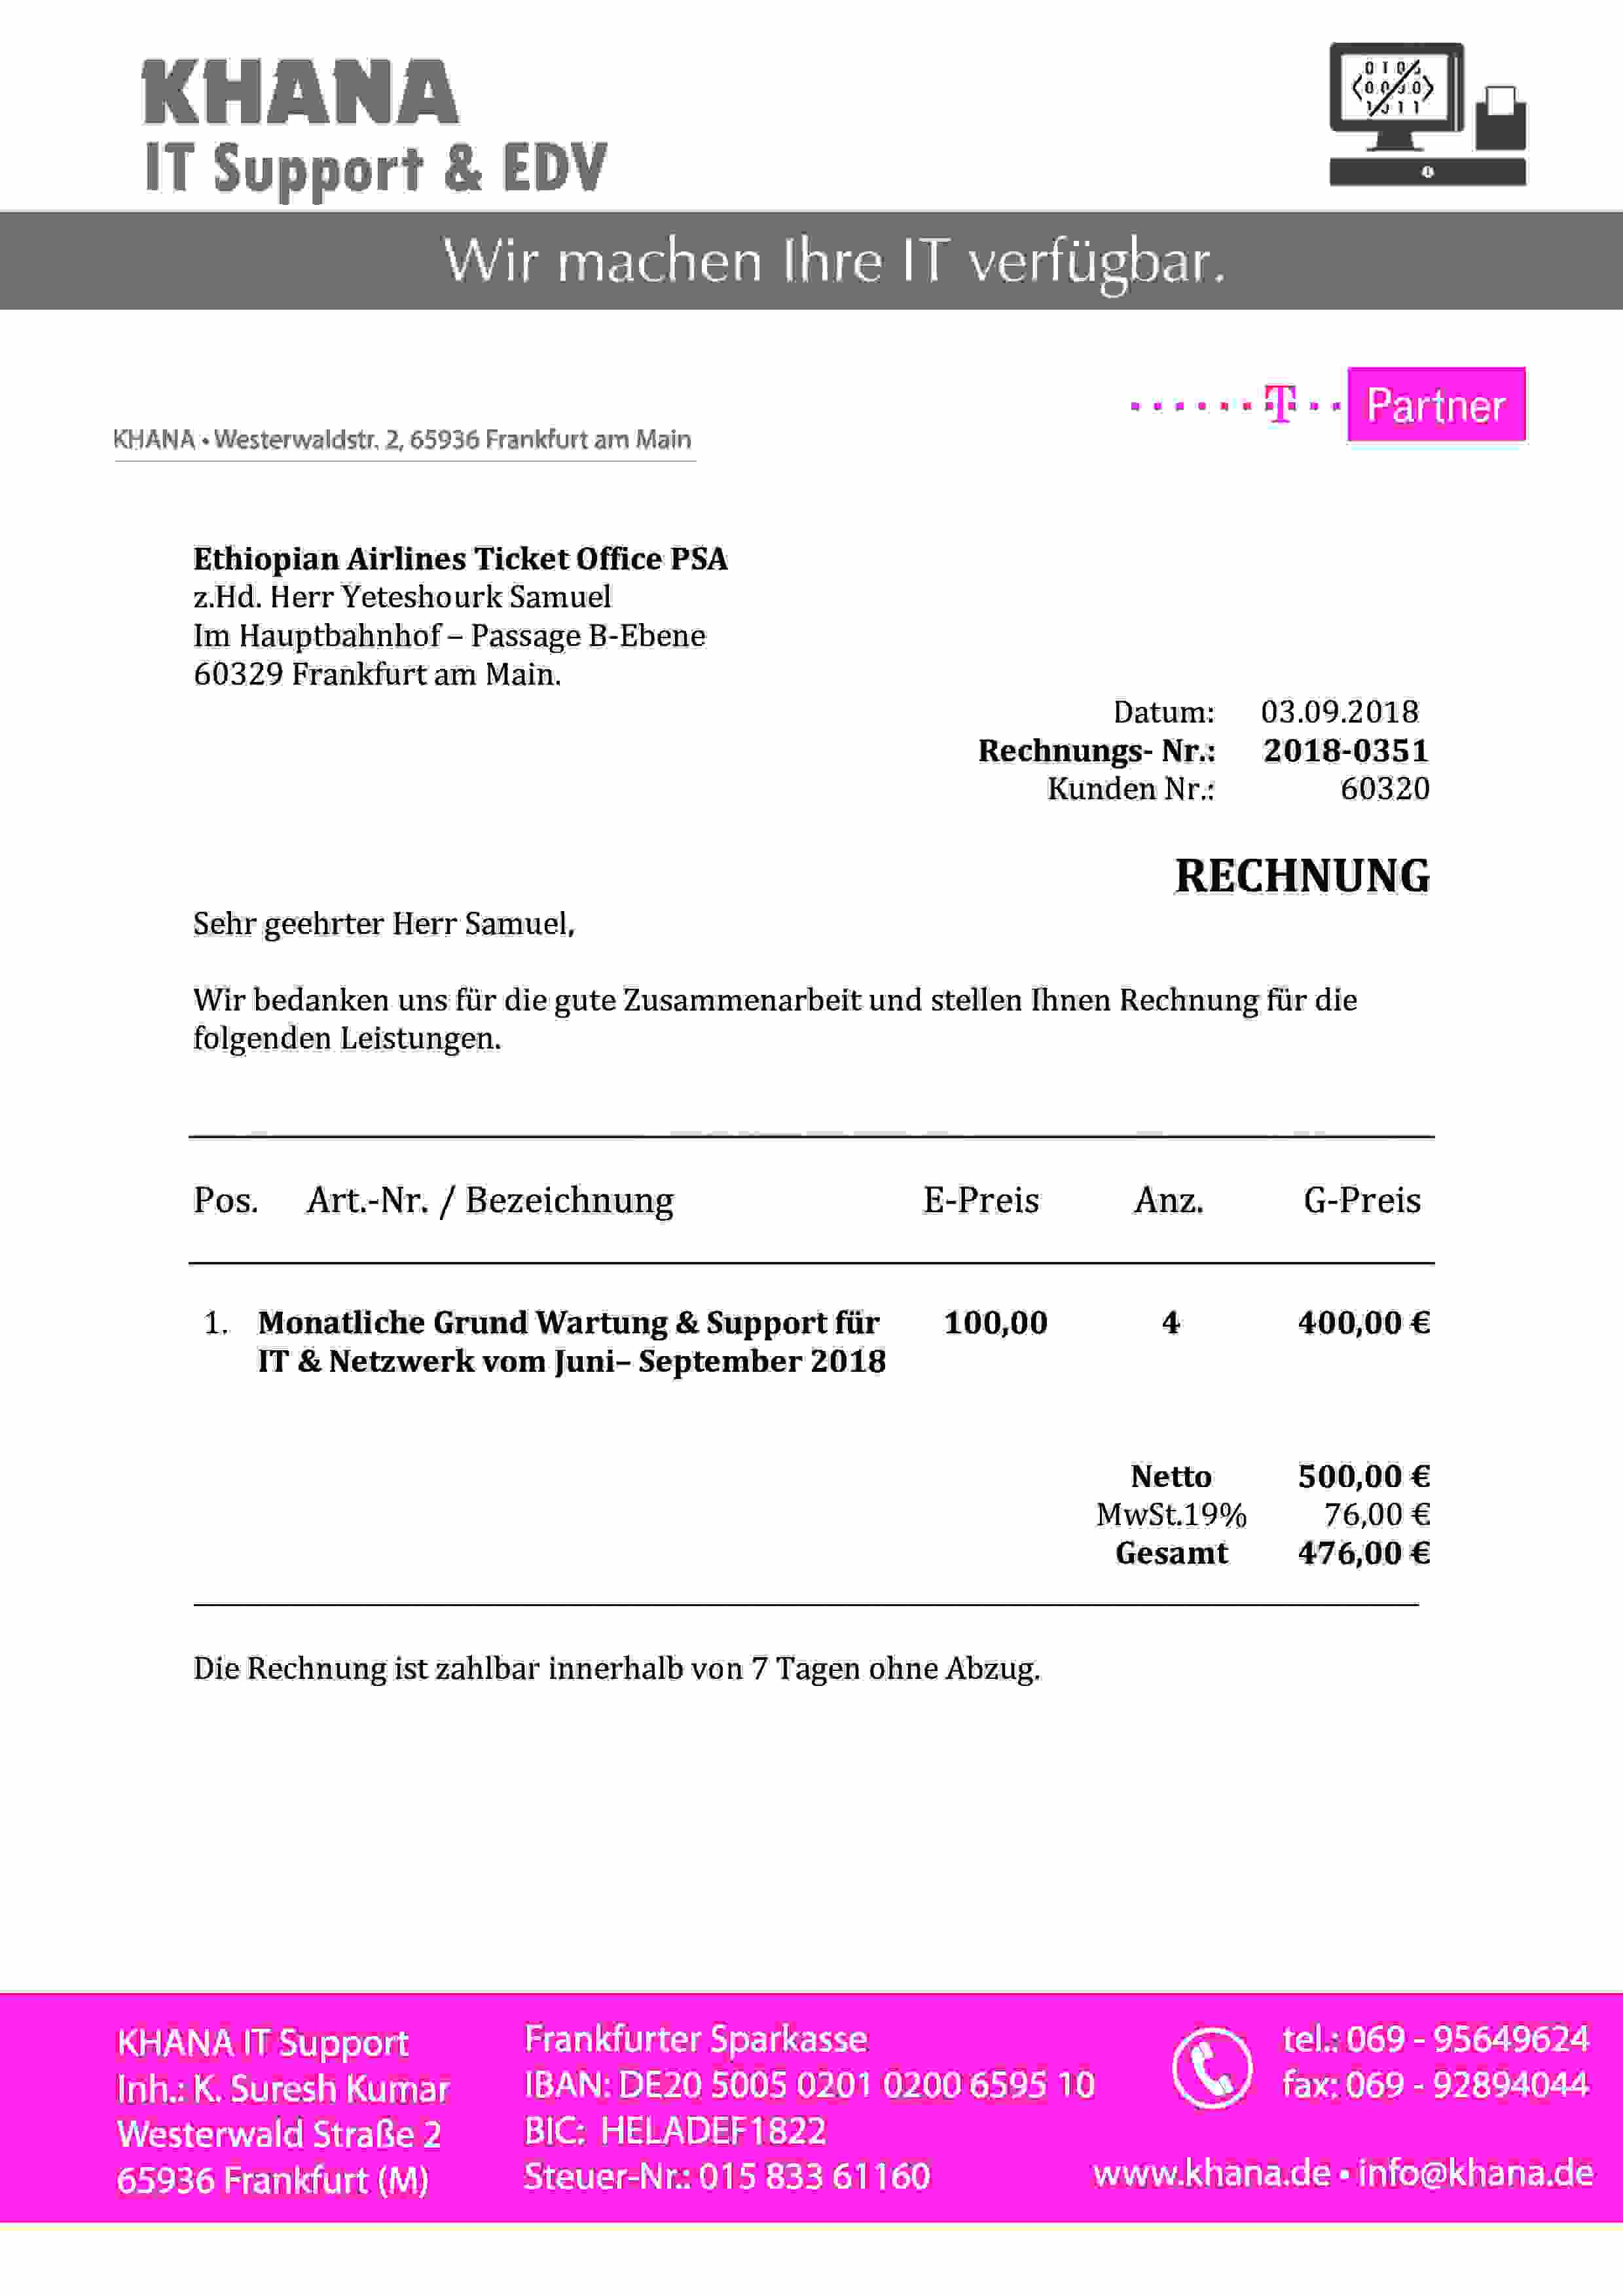 KHANA
IT Support & EDV
Wir machen Ihre IT verfügbar.
T Partner
KHANA • Westerwaldstr. 2, 65936 Frankfurt am Main
Ethiopian Airlines Ticket Office PSA
z.Hd. Herr Yeteshourk Samuel
Im Hauptbahnhof – Passage B-Ebene
60329 Frankfurt am Main.
Datum: 03.09.2018
Rechnungs- Nr.: 2018-0351
Kunden Nr.: 60320
RECHNUNG
Sehr geehrter Herr Samuel,
Wir bedanken uns für die gute Zusammenarbeit und stellen Ihnen Rechnung für die
folgenden Leistungen.
Pos. Art.-Nr. / Bezeichnung E-Preis Anz. G-Preis
1. Monatliche Grund Wartung & Support für 100,00 4 400,00 €
IT & Netzwerk vom Juni– September 2018
Netto 500,00 €
MwSt.19% 76,00 €
Gesamt 476,00 €
Die Rechnung ist zahlbar innerhalb von 7 Tagen ohne Abzug.
KHANA IT Support
Inh.: K. Suresh Kumar
Westerwald Straße 2
65936 Frankfurt (M)
Frankfurter Sparkasse
IBAN: DE20 5005 0201 0200 6595 10
BIC: HELADEF1822
Steuer-Nr.: 015 833 61160
tel.: 069 - 95649624
fax: 069 - 92894044
www.khana.de • info@khana.de